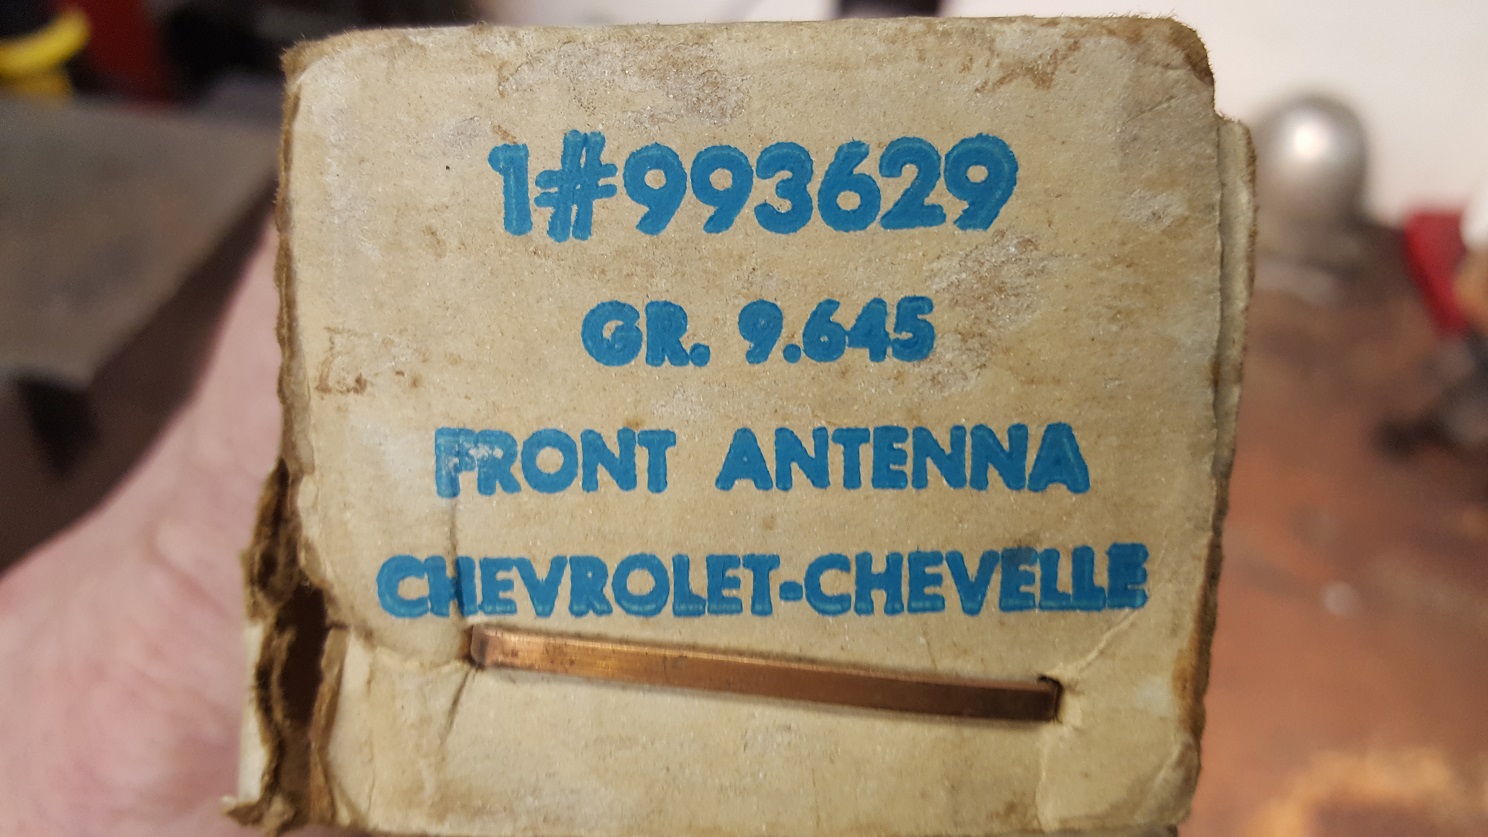 1#993629
GR. 9.645
FRONT ANTENNA
CHEVROLET-CHEVELLE